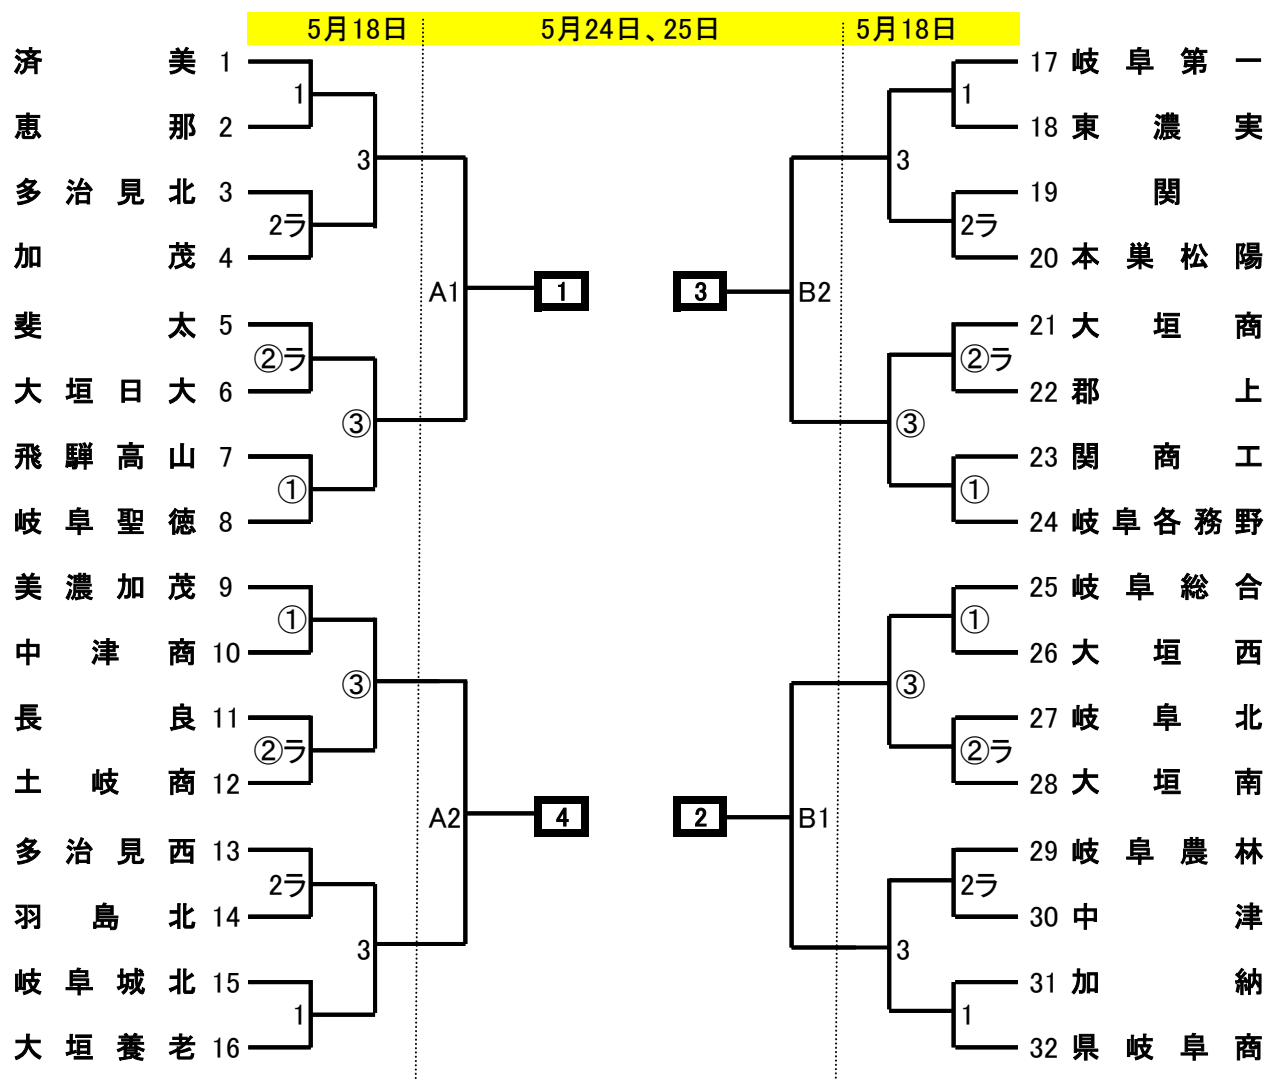 5月18日 5月24日、25日 5月18日
済美 1 17 岐阜第一
1 1
恵那 2 18 東濃実
3 3
多治見北 3 19 関
2ラ 2ラ
加茂 4 20 本巣松陽
A1 1 3 B2
斐太 5 21 大垣商
②ラ ②ラ
大垣日大 6 22 郡上
③ ③
飛騨高山 7 23 関商工
① ①
岐阜聖徳 8 24 岐阜各務野
美濃加茂 9 25 岐阜総合
① ①
中津商 10 26 大垣西
③ ③
長良 11 27 岐阜北
②ラ ②ラ
土岐商 12 28 大垣南
A2 4 2 B1
多治見西 13 29 岐阜農林
2ラ 2ラ
羽島北 14 30 中津
3 3
岐阜城北 15 31 加納
1 1
大垣養老 16 32 県岐阜商